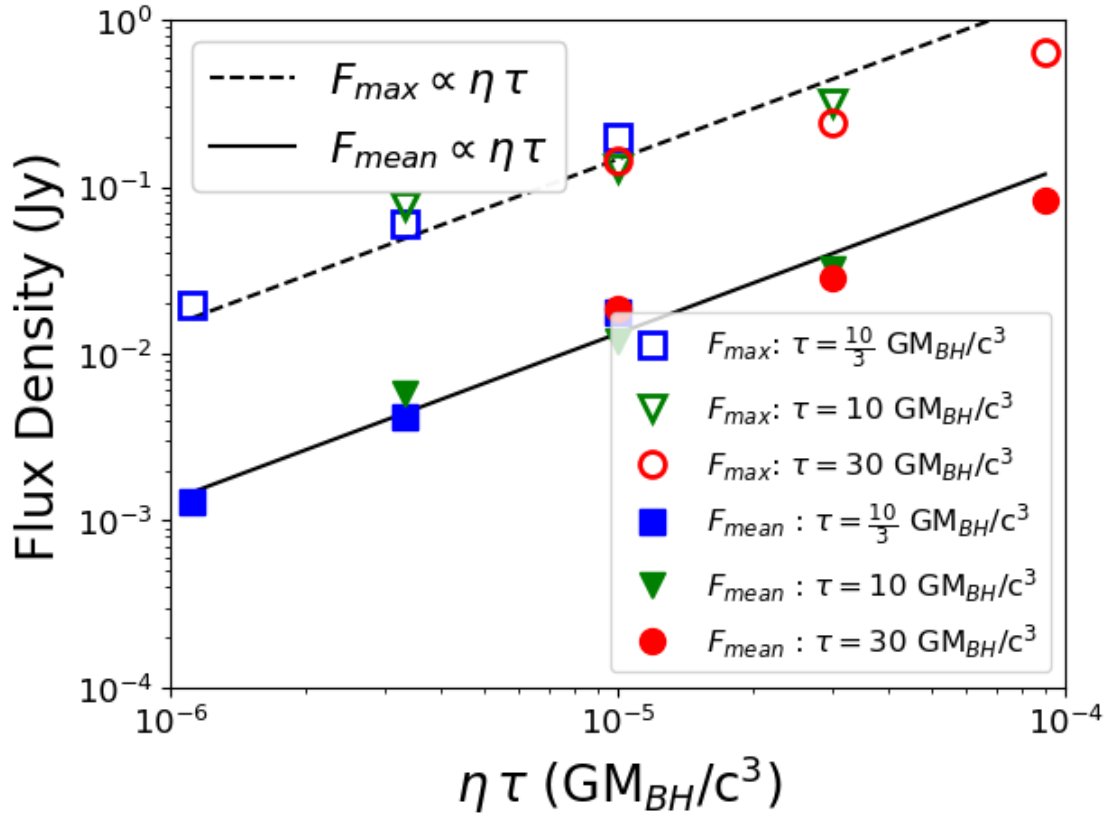 10^0
10^-1
10^-2
10^-3
10^-4
Flux Density (Jy)
F_max ∝ η τ
F_mean ∝ η τ
F_max: τ = 10/3 GM_BH/c^3
F_max: τ = 10 GM_BH/c^3
F_max: τ = 30 GM_BH/c^3
F_mean : τ = 10/3 GM_BH/c^3
F_mean : τ = 10 GM_BH/c^3
F_mean : τ = 30 GM_BH/c^3
10^-6
10^-5
10^-4
η τ (GM_BH/c^3)